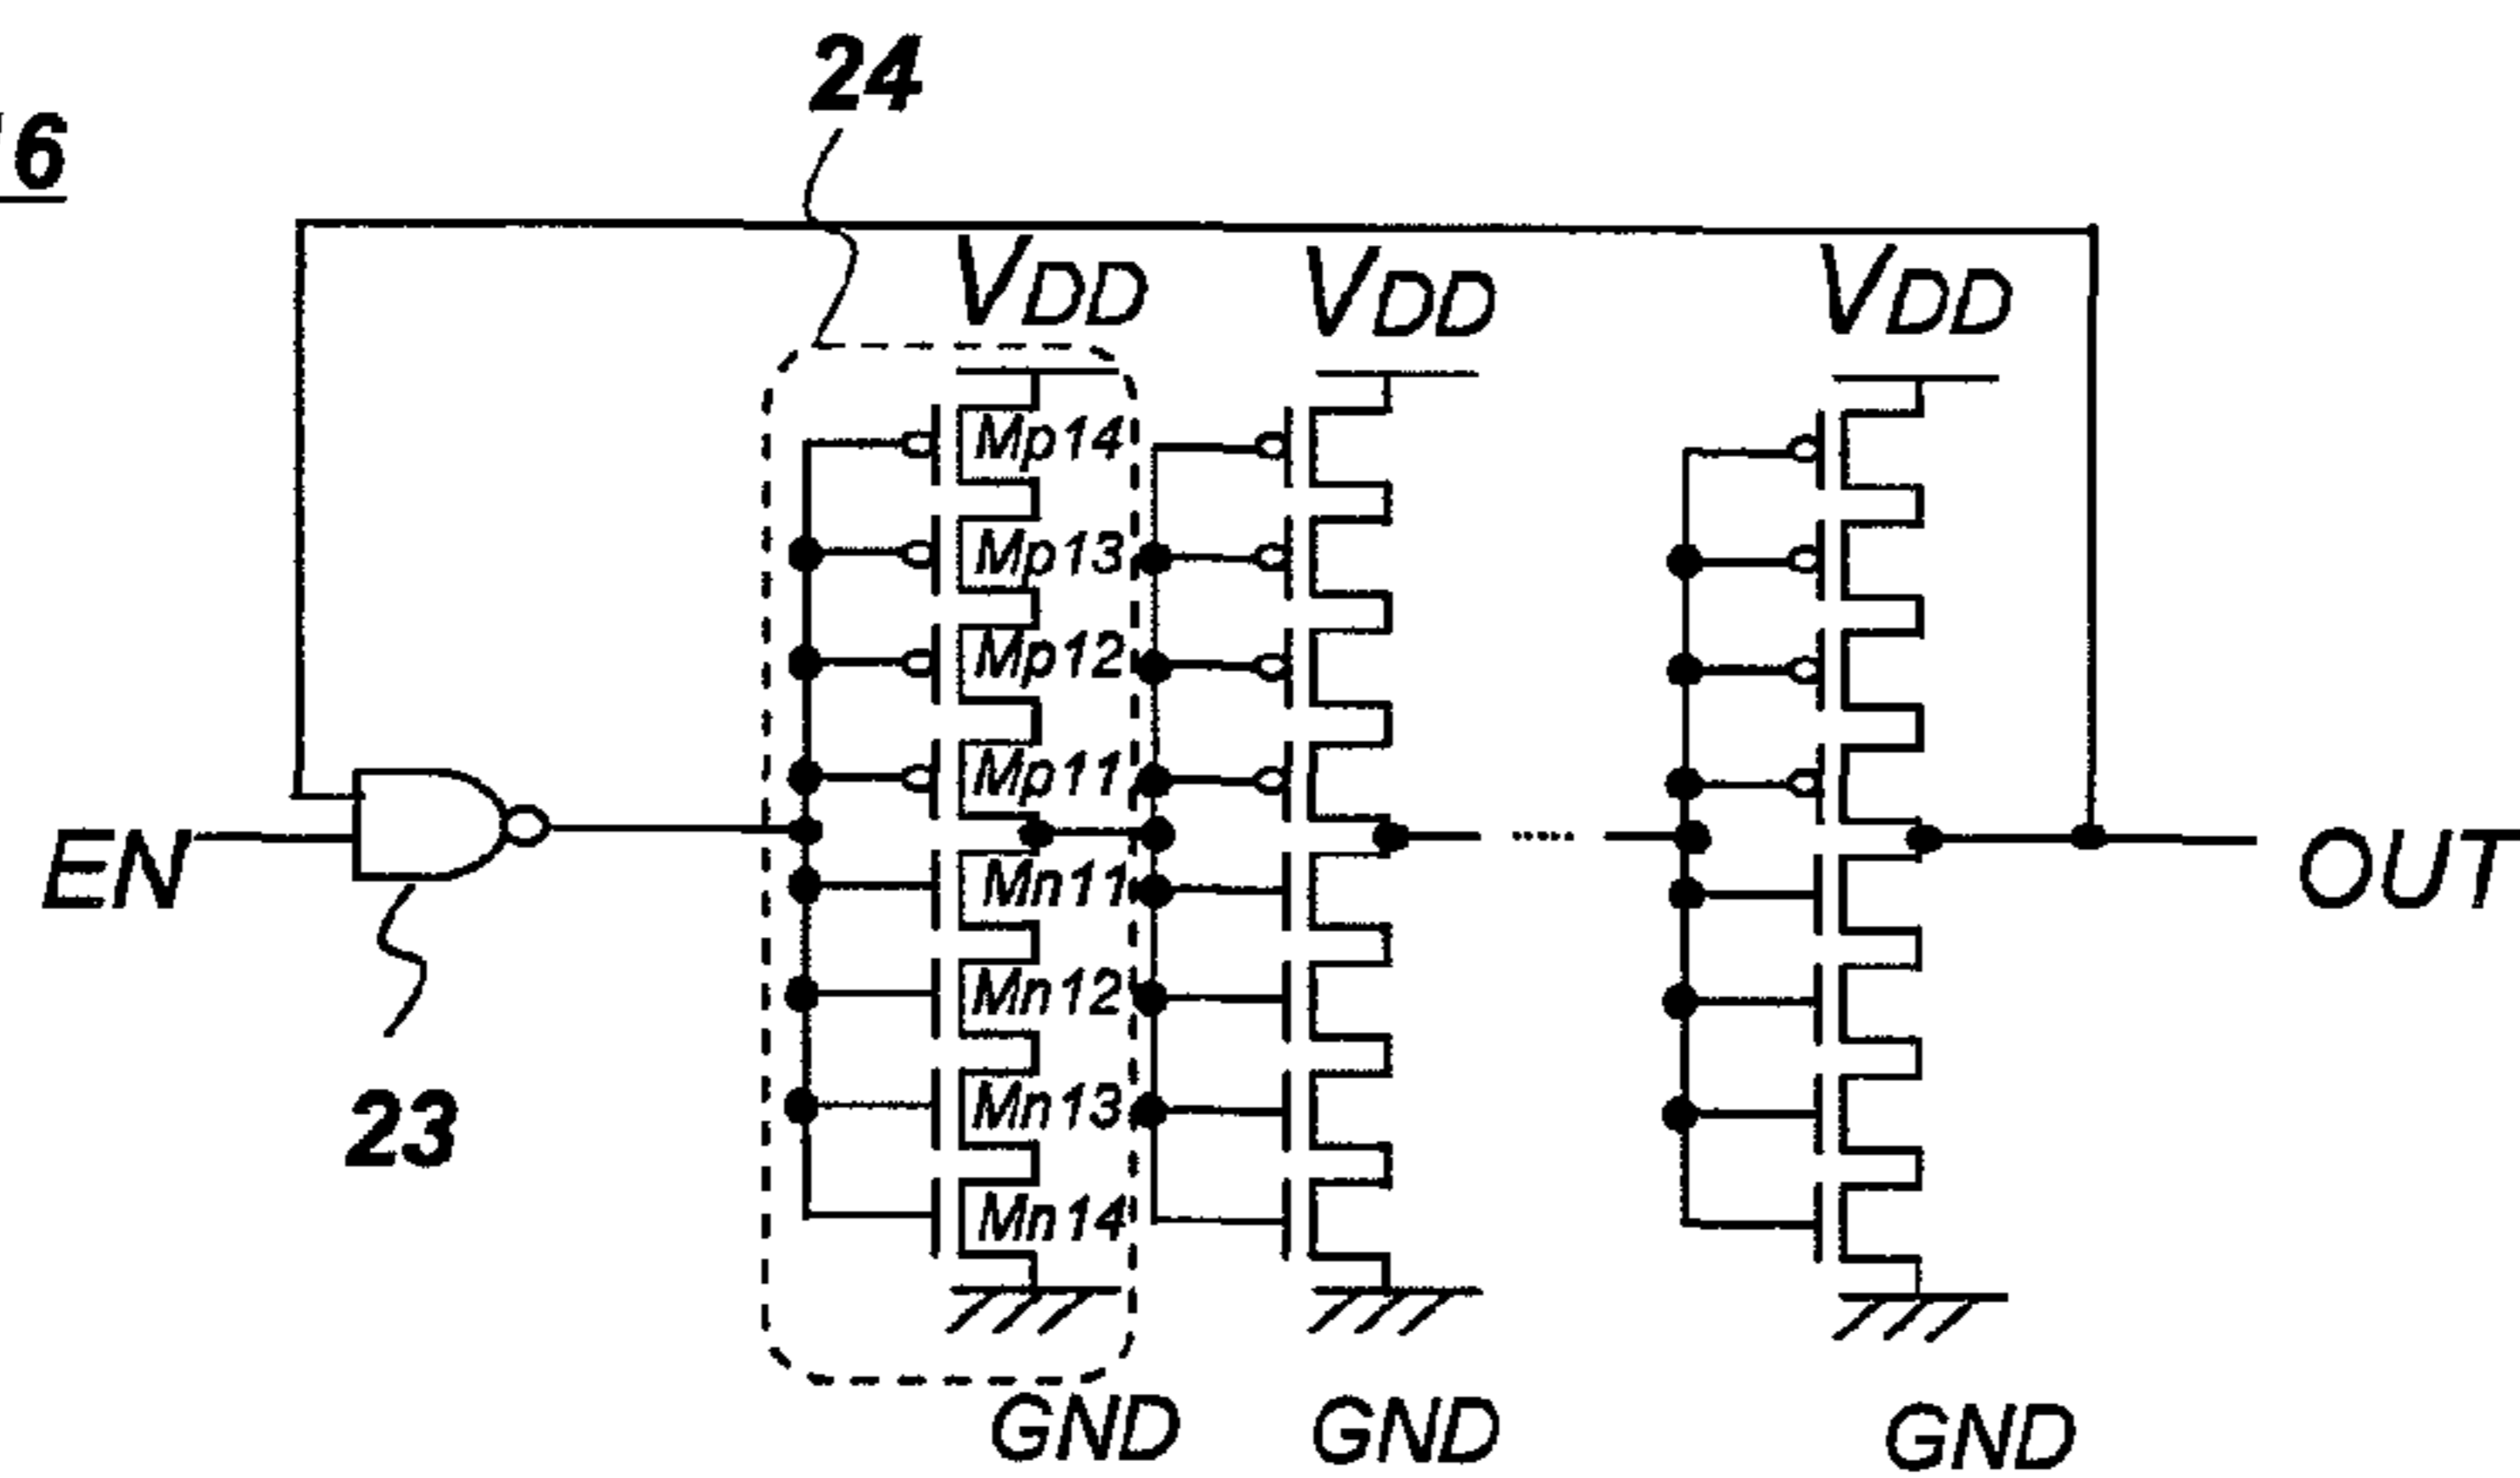 24
16
VDD VDD VDD
Mp14
Mp13
Mp12
Mp11
EN OUT
Mn11
Mn12
23
Mn13
Mn14
GND GND GND